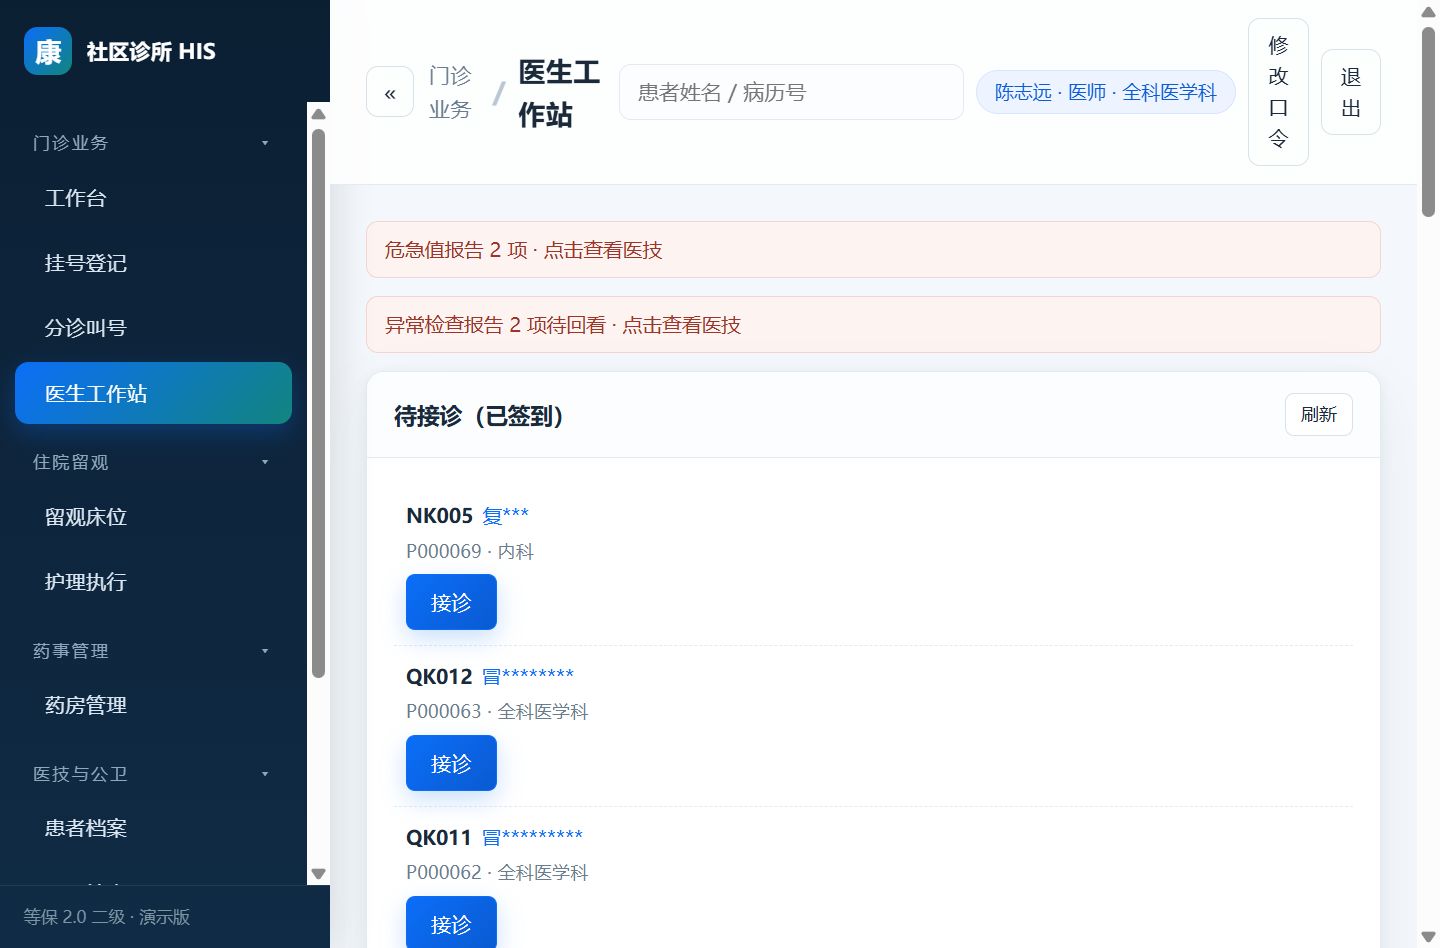 康 社区诊所 HIS
门诊业务
工作台
挂号登记
分诊叫号
医生工作站
住院留观
留观床位
护理执行
药事管理
药房管理
医技与公卫
患者档案
等保 2.0 二级 · 演示版
«
门诊
业务
/
医生工
作站
患者姓名 / 病历号
陈志远 · 医师 · 全科医学科
修
改
口
令
退
出
危急值报告 2 项 · 点击查看医技
异常检查报告 2 项待回看 · 点击查看医技
待接诊（已签到）
刷新
NK005 复***
P000069 · 内科
接诊
QK012 冒********
P000063 · 全科医学科
接诊
QK011 冒*********
P000062 · 全科医学科
接诊